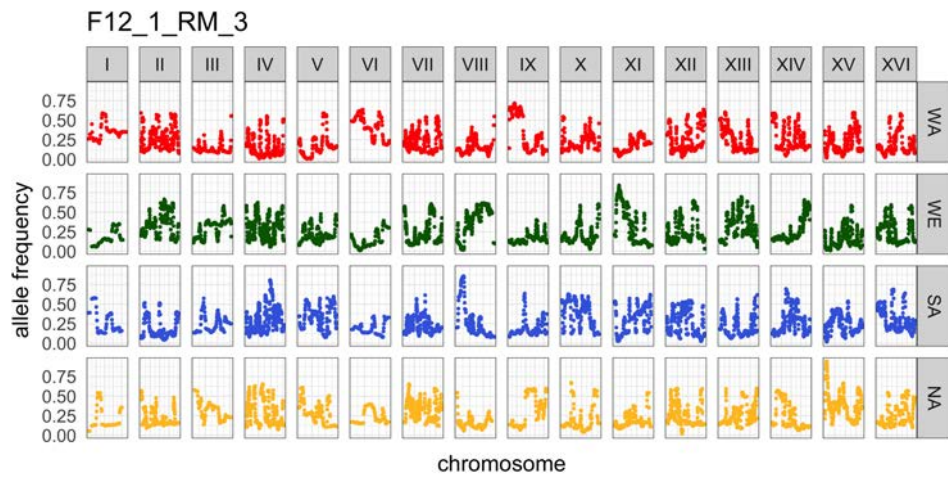 F12_1_RM_3
I II III IV V VI VII VIII IX X XI XII XIII XIV XV XVI
0.75
0.50
0.25
0.00
WA
0.75
0.50
0.25
0.00
WE
0.75
0.50
0.25
0.00
SA
0.75
0.50
0.25
0.00
NA
allele frequency
chromosome